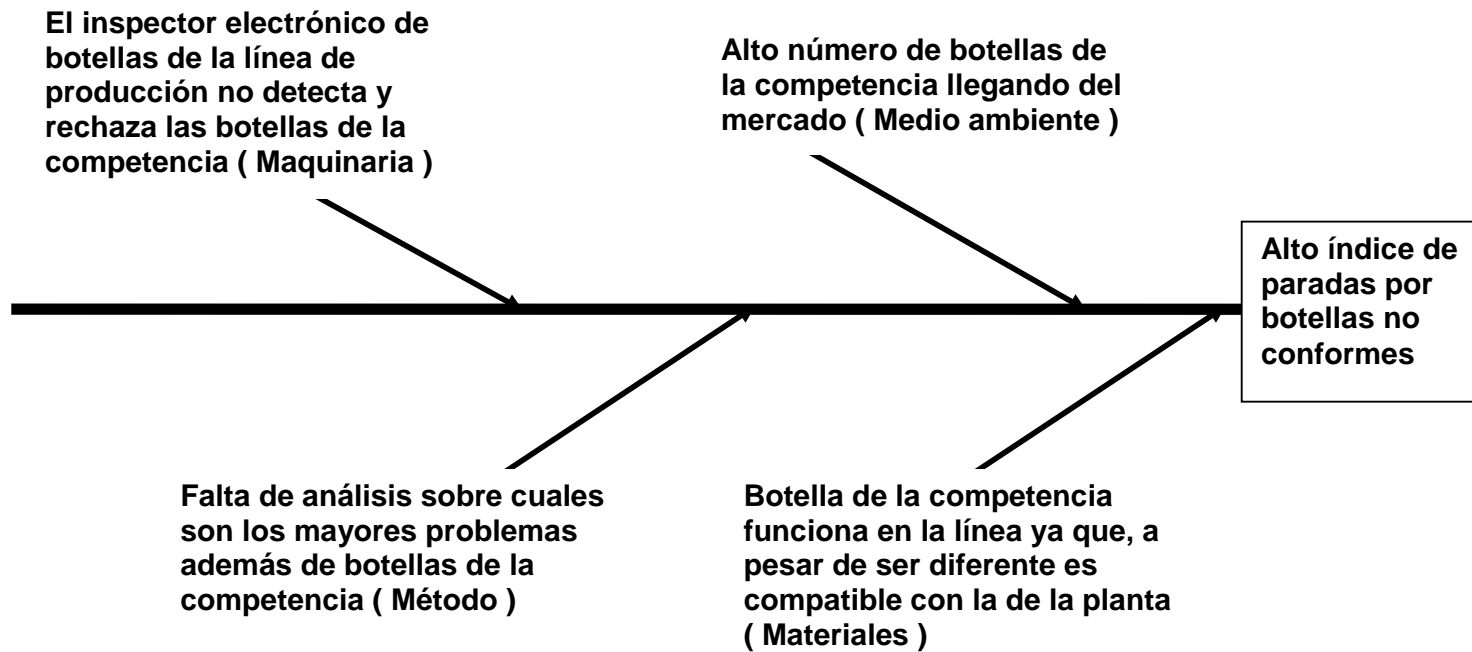 El inspector electrónico de
botellas de la línea de
producción no detecta y
rechaza las botellas de la
competencia ( Maquinaria )
Alto número de botellas de
la competencia llegando del
mercado ( Medio ambiente )
Alto índice de
paradas por
botellas no
conformes
Falta de análisis sobre cuales
son los mayores problemas
además de botellas de la
competencia ( Método )
Botella de la competencia
funciona en la línea ya que, a
pesar de ser diferente es
compatible con la de la planta
( Materiales )